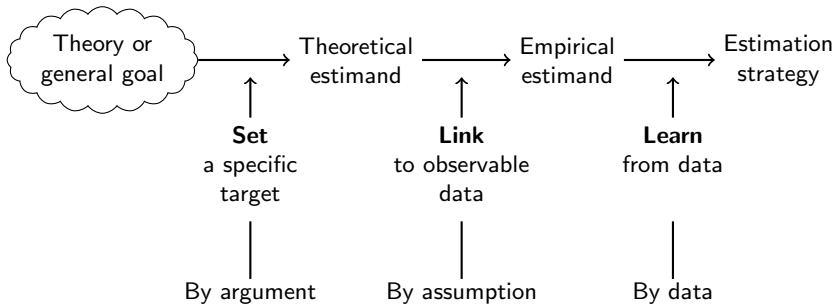 Theory or
general goal
Theoretical
estimand
Empirical
estimand
Estimation
strategy
Set
a specific
target
Link
to observable
data
Learn
from data
By argument
By assumption
By data